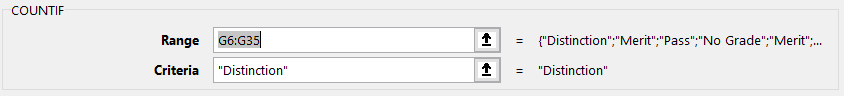 COUNTIF
Range G6:G35 = {"Distinction";"Merit";"Pass";"No Grade";"Merit";...
Criteria "Distinction" = "Distinction"